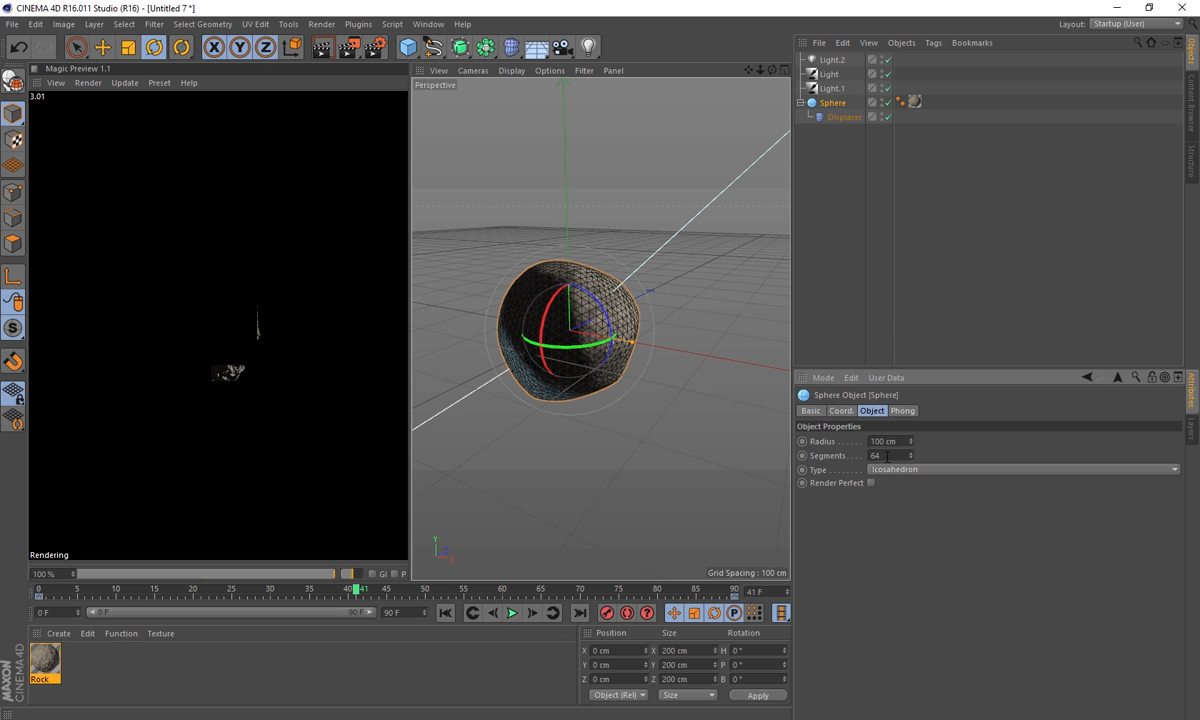 CINEMA 4D R16.011 Studio (R16) - [Untitled 7 *]
File Edit Image Layer Select Filter Select Geometry UV Edit Tools Render Plugins Script Window Help
Layout: Startup (User)
Magic Preview 1.1
View Render Update Preset Help
3.01
Rendering
100 % GI P
View Cameras Display Options Filter Panel
Perspective
Y
X
Grid Spacing : 100 cm
File Edit View Objects Tags Bookmarks
Light.2
Light
Light.1
Sphere
Displacer
Objects
Content Browser
Structure
Mode Edit User Data
Sphere Object [Sphere]
Basic Coord. Object Phong
Object Properties
Radius . . . . . . 100 cm
Segments. . . . 64
Type . . . . . . . . Icosahedron
Render Perfect
Attributes
Layers
0 5 10 15 20 25 30 35 40 41 45 50 55 60 65 70 75 80 85 90 41 F
0 F 0 F 90 F 90 F
Create Edit Function Texture
Rock
MAXON
CINEMA 4D
Position Size Rotation
X 0 cm X 200 cm H 0 °
Y 0 cm Y 200 cm P 0 °
Z 0 cm Z 200 cm B 0 °
Object (Rel) Size Apply